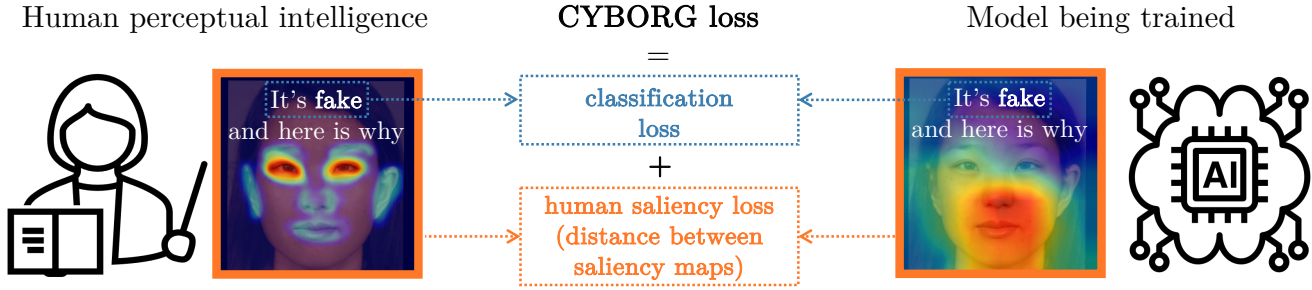 Human perceptual intelligence
CYBORG loss
Model being trained
=
It's fake
and here is why
classification
loss
It's fake
and here is why
+
human saliency loss
(distance between
saliency maps)
AI